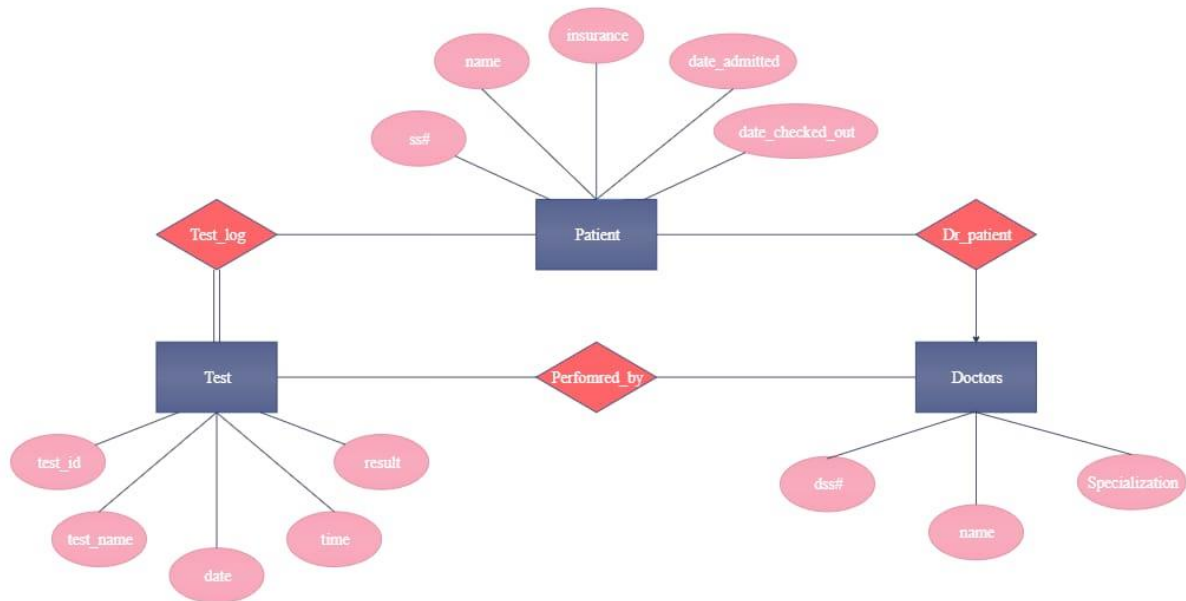 insurance
name
date_admitted
ss#
date_checked_out
Test_log
Patient
Dr_patient
Test
Perfomred_by
Doctors
test_id
result
dss#
Specialization
test_name
time
name
date